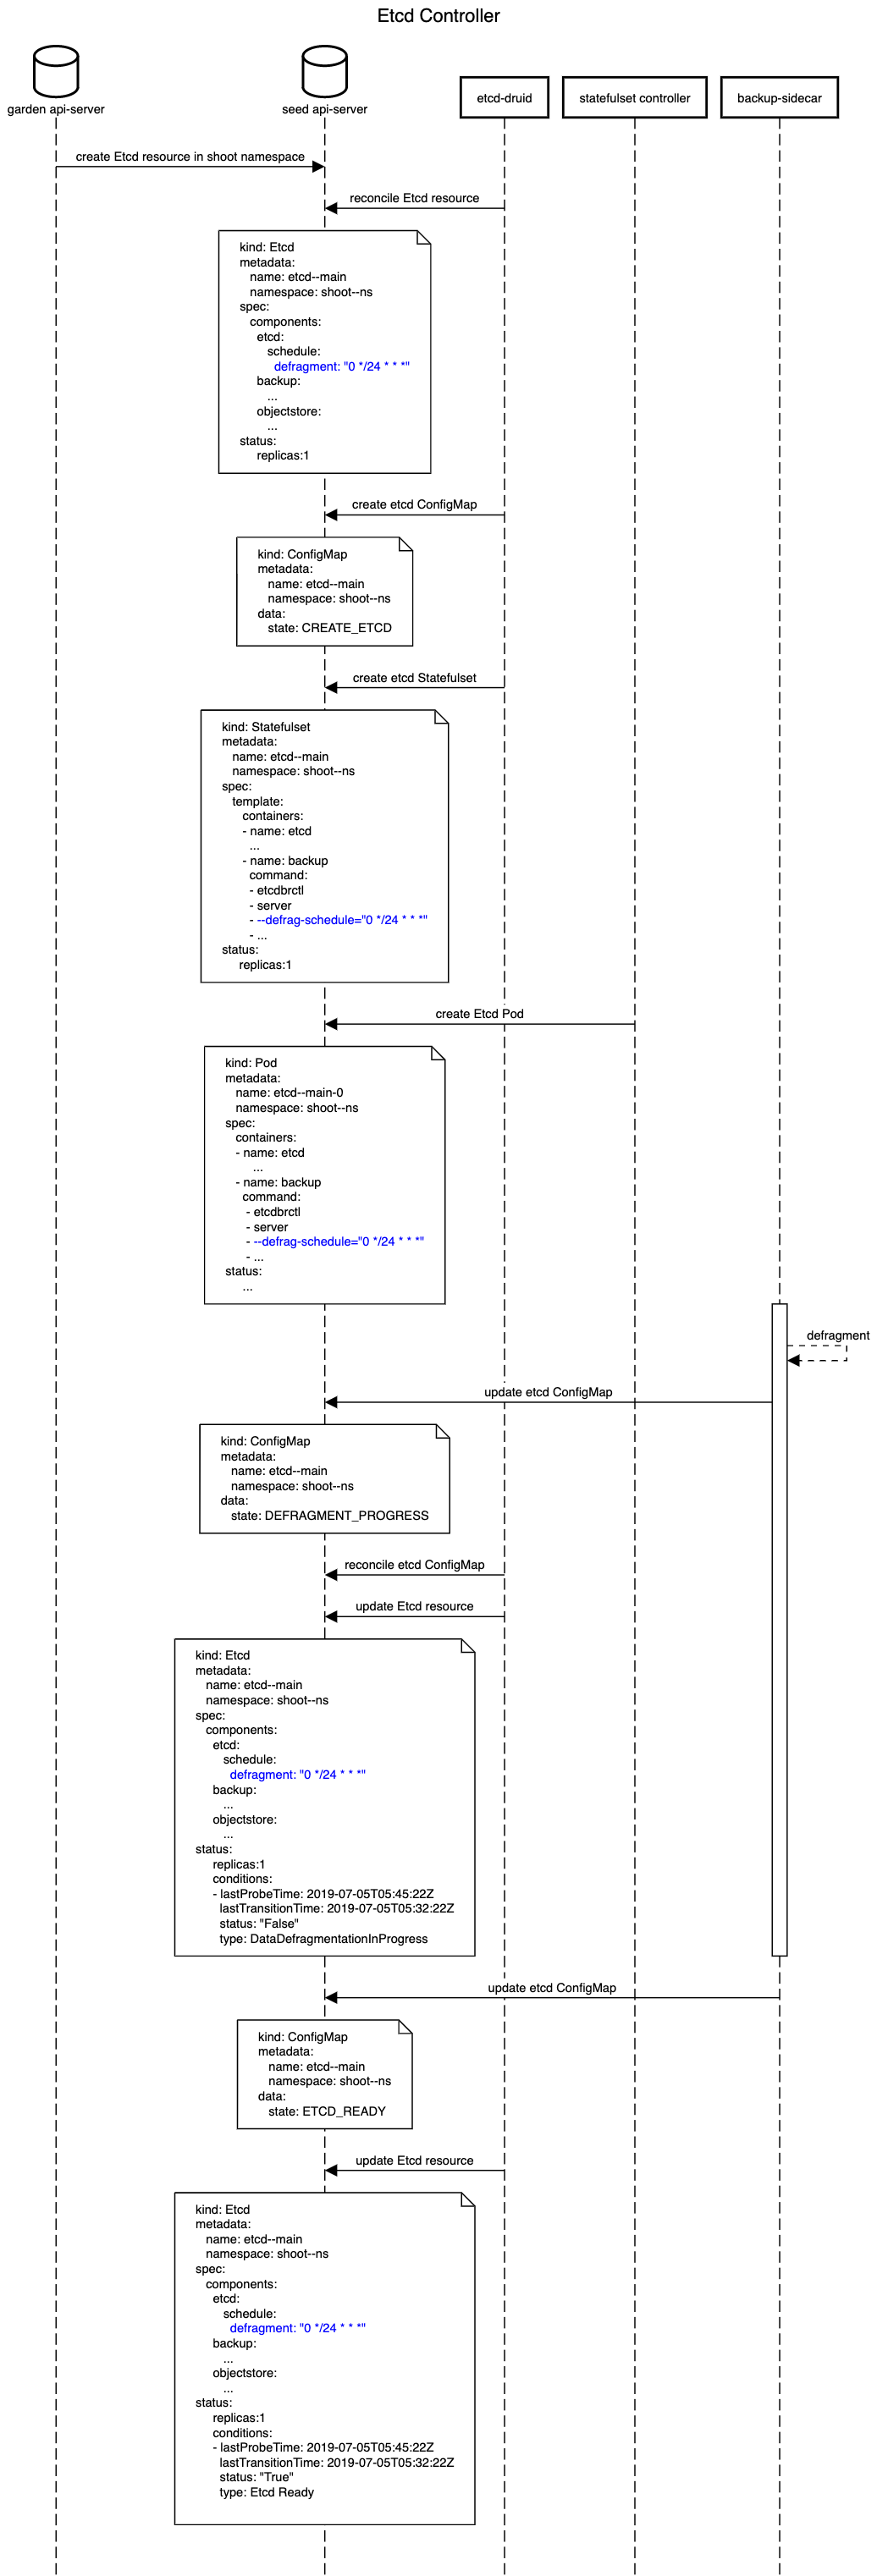 Etcd Controller
garden api-server
seed api-server
etcd-druid
statefulset controller
backup-sidecar
create Etcd resource in shoot namespace
reconcile Etcd resource
kind: Etcd
metadata:
name: etcd--main
namespace: shoot--ns
spec:
components:
etcd:
schedule:
defragment: "0 */24 * * *"
backup:
...
objectstore:
...
status:
replicas:1
create etcd ConfigMap
kind: ConfigMap
metadata:
name: etcd--main
namespace: shoot--ns
data:
state: CREATE_ETCD
create etcd Statefulset
kind: Statefulset
metadata:
name: etcd--main
namespace: shoot--ns
spec:
template:
containers:
- name: etcd
...
- name: backup
command:
- etcdbrctl
- server
- --defrag-schedule="0 */24 * * *"
- ...
status:
replicas:1
create Etcd Pod
kind: Pod
metadata:
name: etcd--main-0
namespace: shoot--ns
spec:
containers:
- name: etcd
...
- name: backup
command:
- etcdbrctl
- server
- --defrag-schedule="0 */24 * * *"
- ...
status:
...
defragment
update etcd ConfigMap
kind: ConfigMap
metadata:
name: etcd--main
namespace: shoot--ns
data:
state: DEFRAGMENT_PROGRESS
reconcile etcd ConfigMap
update Etcd resource
kind: Etcd
metadata:
name: etcd--main
namespace: shoot--ns
spec:
components:
etcd:
schedule:
defragment: "0 */24 * * *"
backup:
...
objectstore:
...
status:
replicas:1
conditions:
- lastProbeTime: 2019-07-05T05:45:22Z
lastTransitionTime: 2019-07-05T05:32:22Z
status: "False"
type: DataDefragmentationInProgress
update etcd ConfigMap
kind: ConfigMap
metadata:
name: etcd--main
namespace: shoot--ns
data:
state: ETCD_READY
update Etcd resource
kind: Etcd
metadata:
name: etcd--main
namespace: shoot--ns
spec:
components:
etcd:
schedule:
defragment: "0 */24 * * *"
backup:
...
objectstore:
...
status:
replicas:1
conditions:
- lastProbeTime: 2019-07-05T05:45:22Z
lastTransitionTime: 2019-07-05T05:32:22Z
status: "True"
type: Etcd Ready